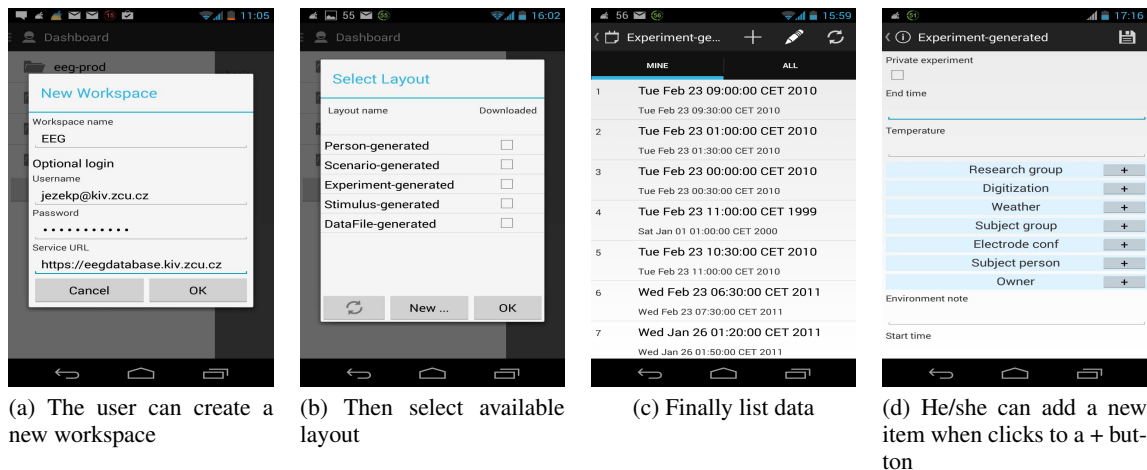 11:05
Dashboard
eeg-prod
New Workspace
Workspace name
EEG
Optional login
Username
jezekp@kiv.zcu.cz
Password
Service URL
https://eegdatabase.kiv.zcu.cz
Cancel OK
(a) The user can create a
new workspace
55 16:02
Dashboard
Select Layout
Layout name Downloaded
Person-generated
Scenario-generated
Experiment-generated
Stimulus-generated
DataFile-generated
New ... OK
(b) Then select available
layout
56 15:59
Experiment-ge...
MINE ALL
1 Tue Feb 23 09:00:00 CET 2010
Tue Feb 23 09:30:00 CET 2010
2 Tue Feb 23 01:00:00 CET 2010
Tue Feb 23 01:30:00 CET 2010
3 Tue Feb 23 00:00:00 CET 2010
Tue Feb 23 00:30:00 CET 2010
4 Tue Feb 23 11:00:00 CET 1999
Sat Jan 01 01:00:00 CET 2000
5 Tue Feb 23 10:30:00 CET 2010
Tue Feb 23 11:00:00 CET 2010
6 Wed Feb 23 06:30:00 CET 2011
Wed Feb 23 07:30:00 CET 2011
7 Wed Jan 26 01:20:00 CET 2011
Wed Jan 26 01:50:00 CET 2011
(c) Finally list data
17:16
Experiment-generated
Private experiment
End time
Temperature
Research group +
Digitization +
Weather +
Subject group +
Electrode conf +
Subject person +
Owner +
Environment note
Start time
(d) He/she can add a new
item when clicks to a + but-
ton